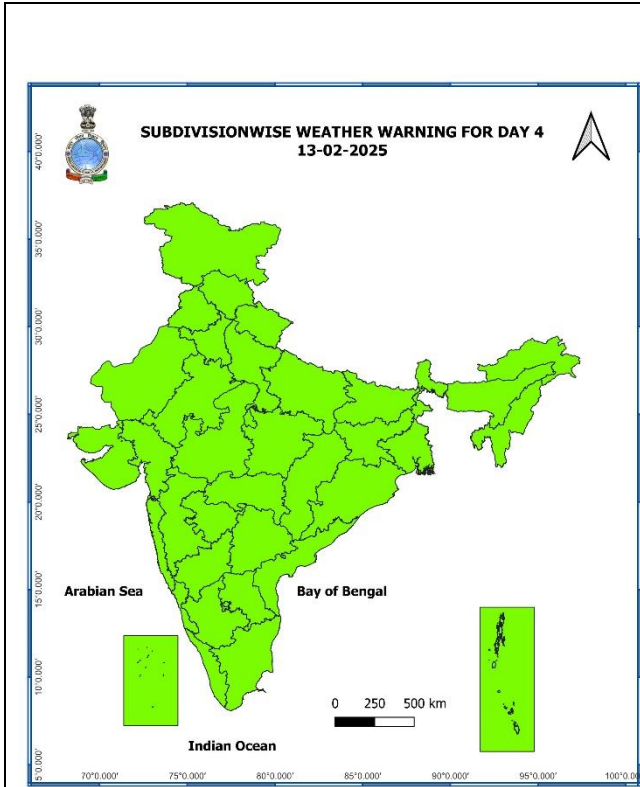 SUBDIVISIONWISE WEATHER WARNING FOR DAY 4
13-02-2025
40°0.000'
35°0.000'
30°0.000'
25°0.000'
20°0.000'
15°0.000'
10°0.000'
5°0.000'
Arabian Sea
Bay of Bengal
0 250 500 km
Indian Ocean
70°0.000' 75°0.000' 80°0.000' 85°0.000' 90°0.000' 95°0.000' 100°0.000'